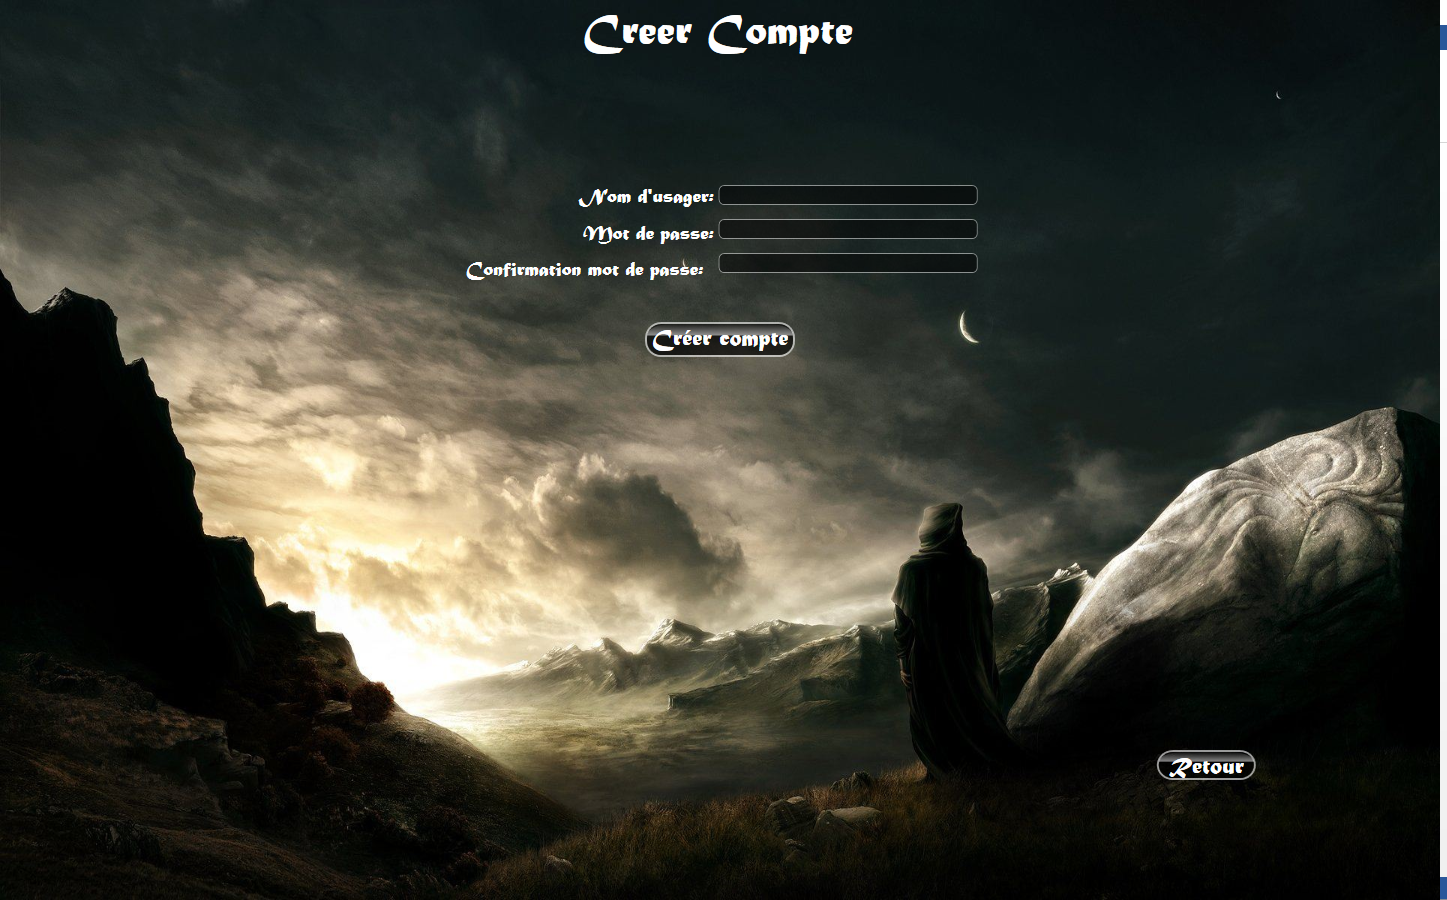 Creer Compte
Nom d'usager:
Mot de passe:
Confirmation mot de passe:
Créer compte
Retour